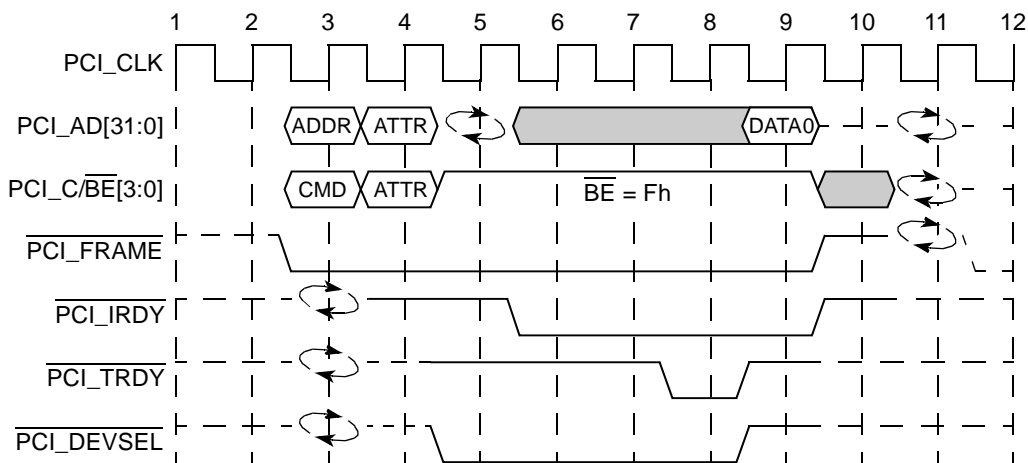 1 2 3 4 5 6 7 8 9 10 11 12
PCI_CLK
PCI_AD[31:0] ADDR ATTR DATA0
PCI_C/BE[3:0] CMD ATTR BE = Fh
PCI_FRAME
PCI_IRDY
PCI_TRDY
PCI_DEVSEL